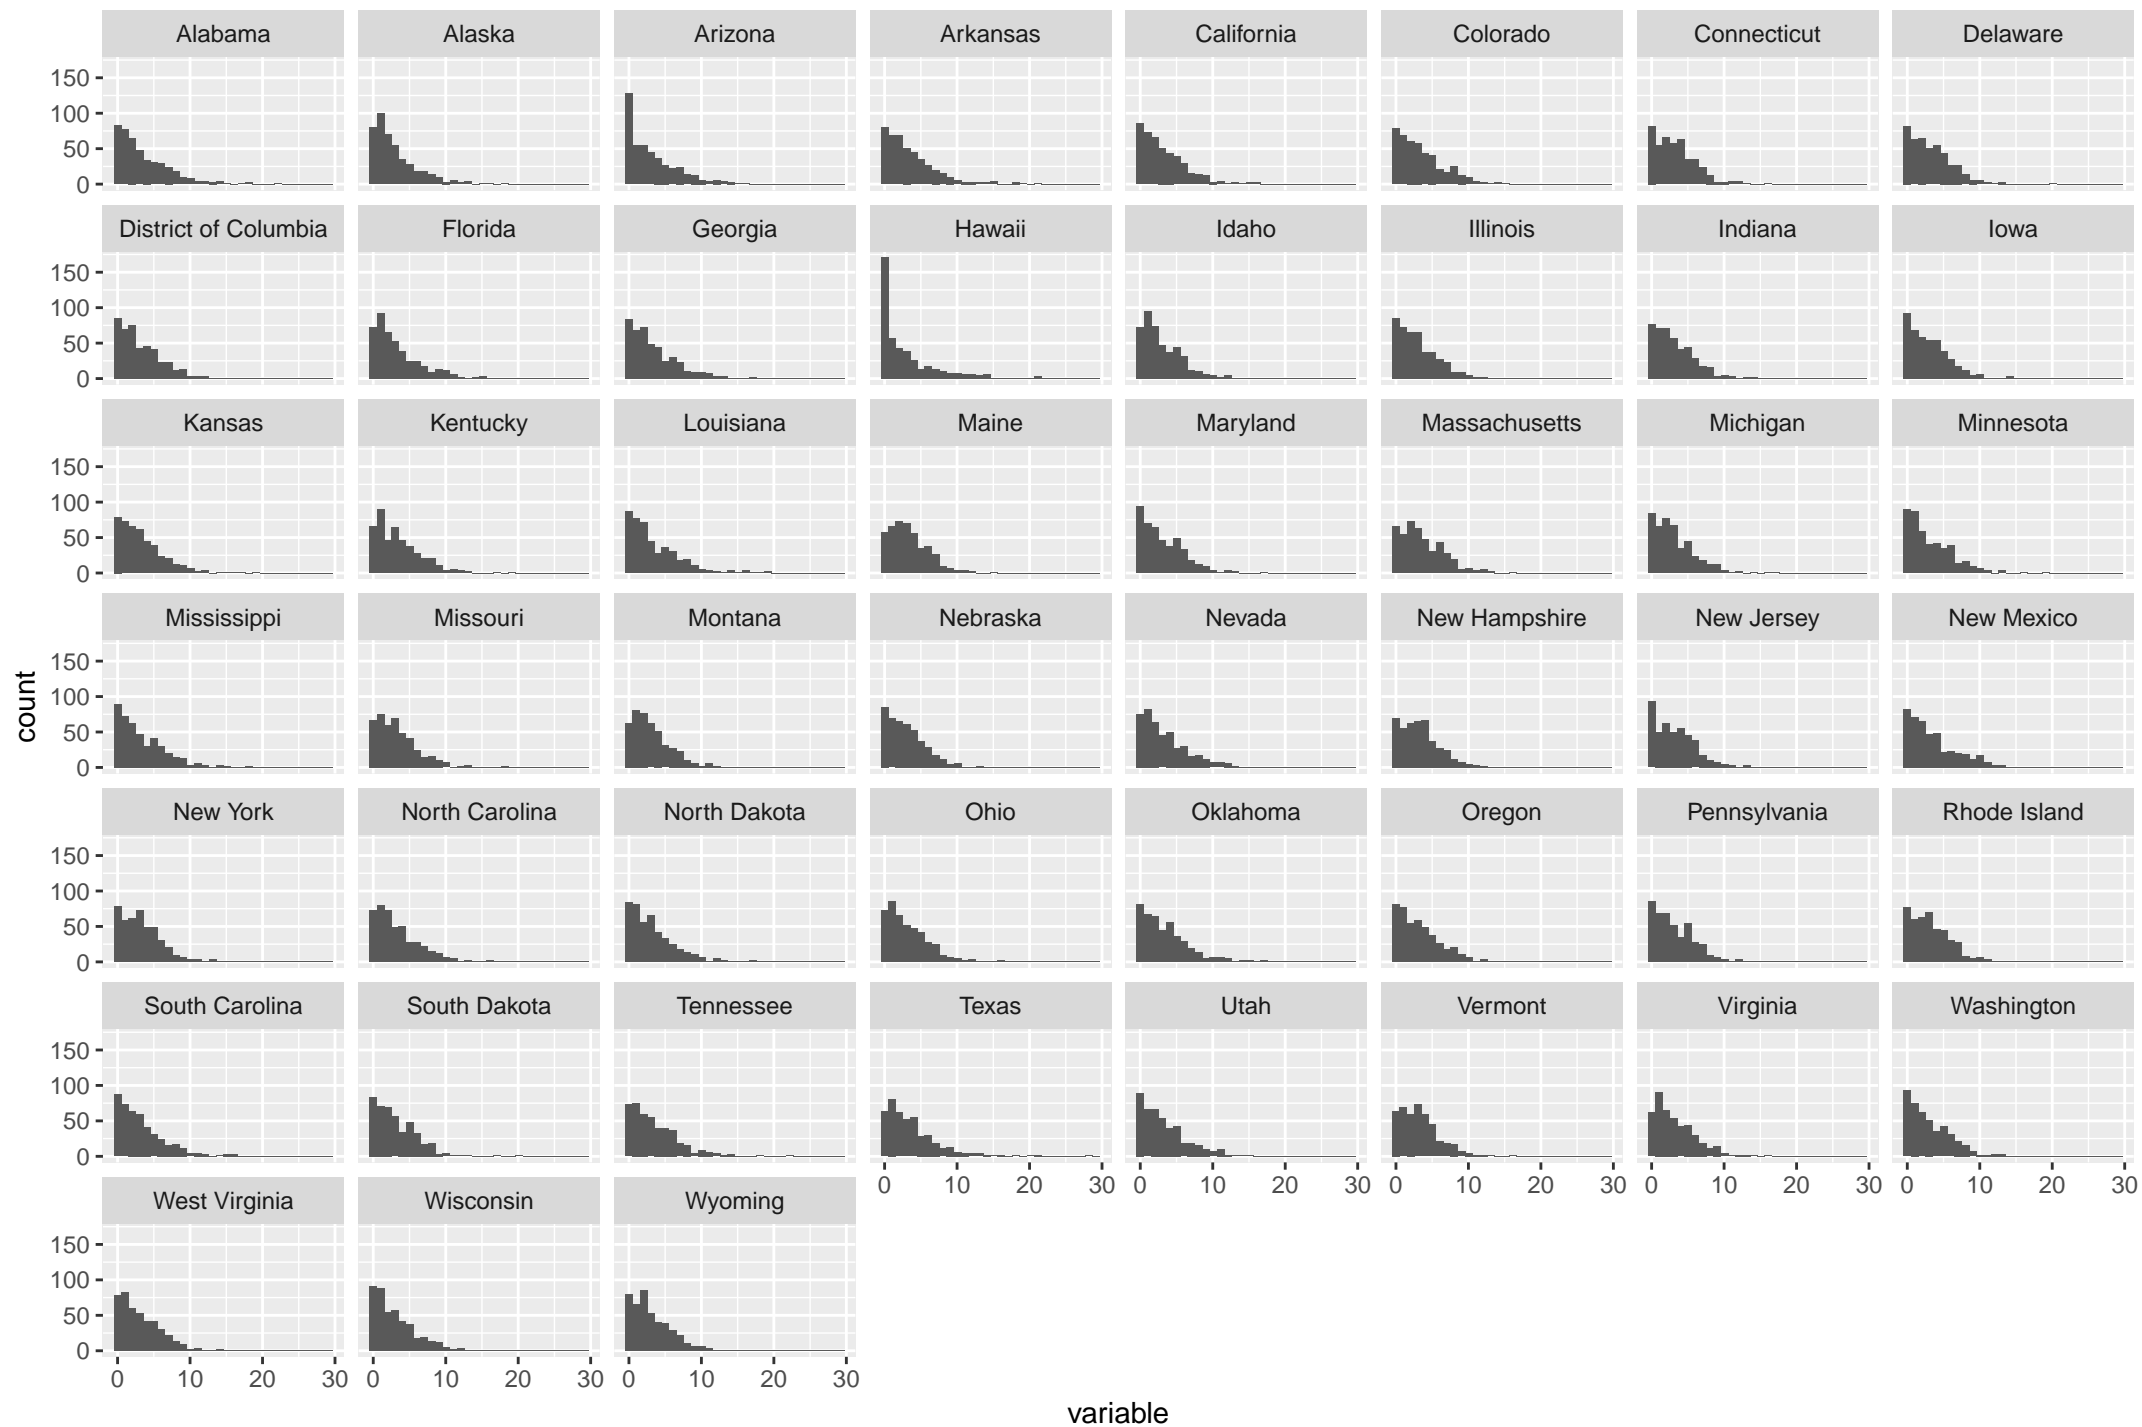 Alabama Alaska Arizona Arkansas California Colorado Connecticut Delaware
150
100
50
0
District of Columbia Florida Georgia Hawaii Idaho Illinois Indiana Iowa
150
100
50
0
Kansas Kentucky Louisiana Maine Maryland Massachusetts Michigan Minnesota
150
100
50
0
Mississippi Missouri Montana Nebraska Nevada New Hampshire New Jersey New Mexico
150
100
50
0
count
New York North Carolina North Dakota Ohio Oklahoma Oregon Pennsylvania Rhode Island
150
100
50
0
South Carolina South Dakota Tennessee Texas Utah Vermont Virginia Washington
150
100
50
0
0 10 20 30 0 10 20 30 0 10 20 30 0 10 20 30 0 10 20 30
West Virginia Wisconsin Wyoming
150
100
50
0
0 10 20 30 0 10 20 30 0 10 20 30
variable